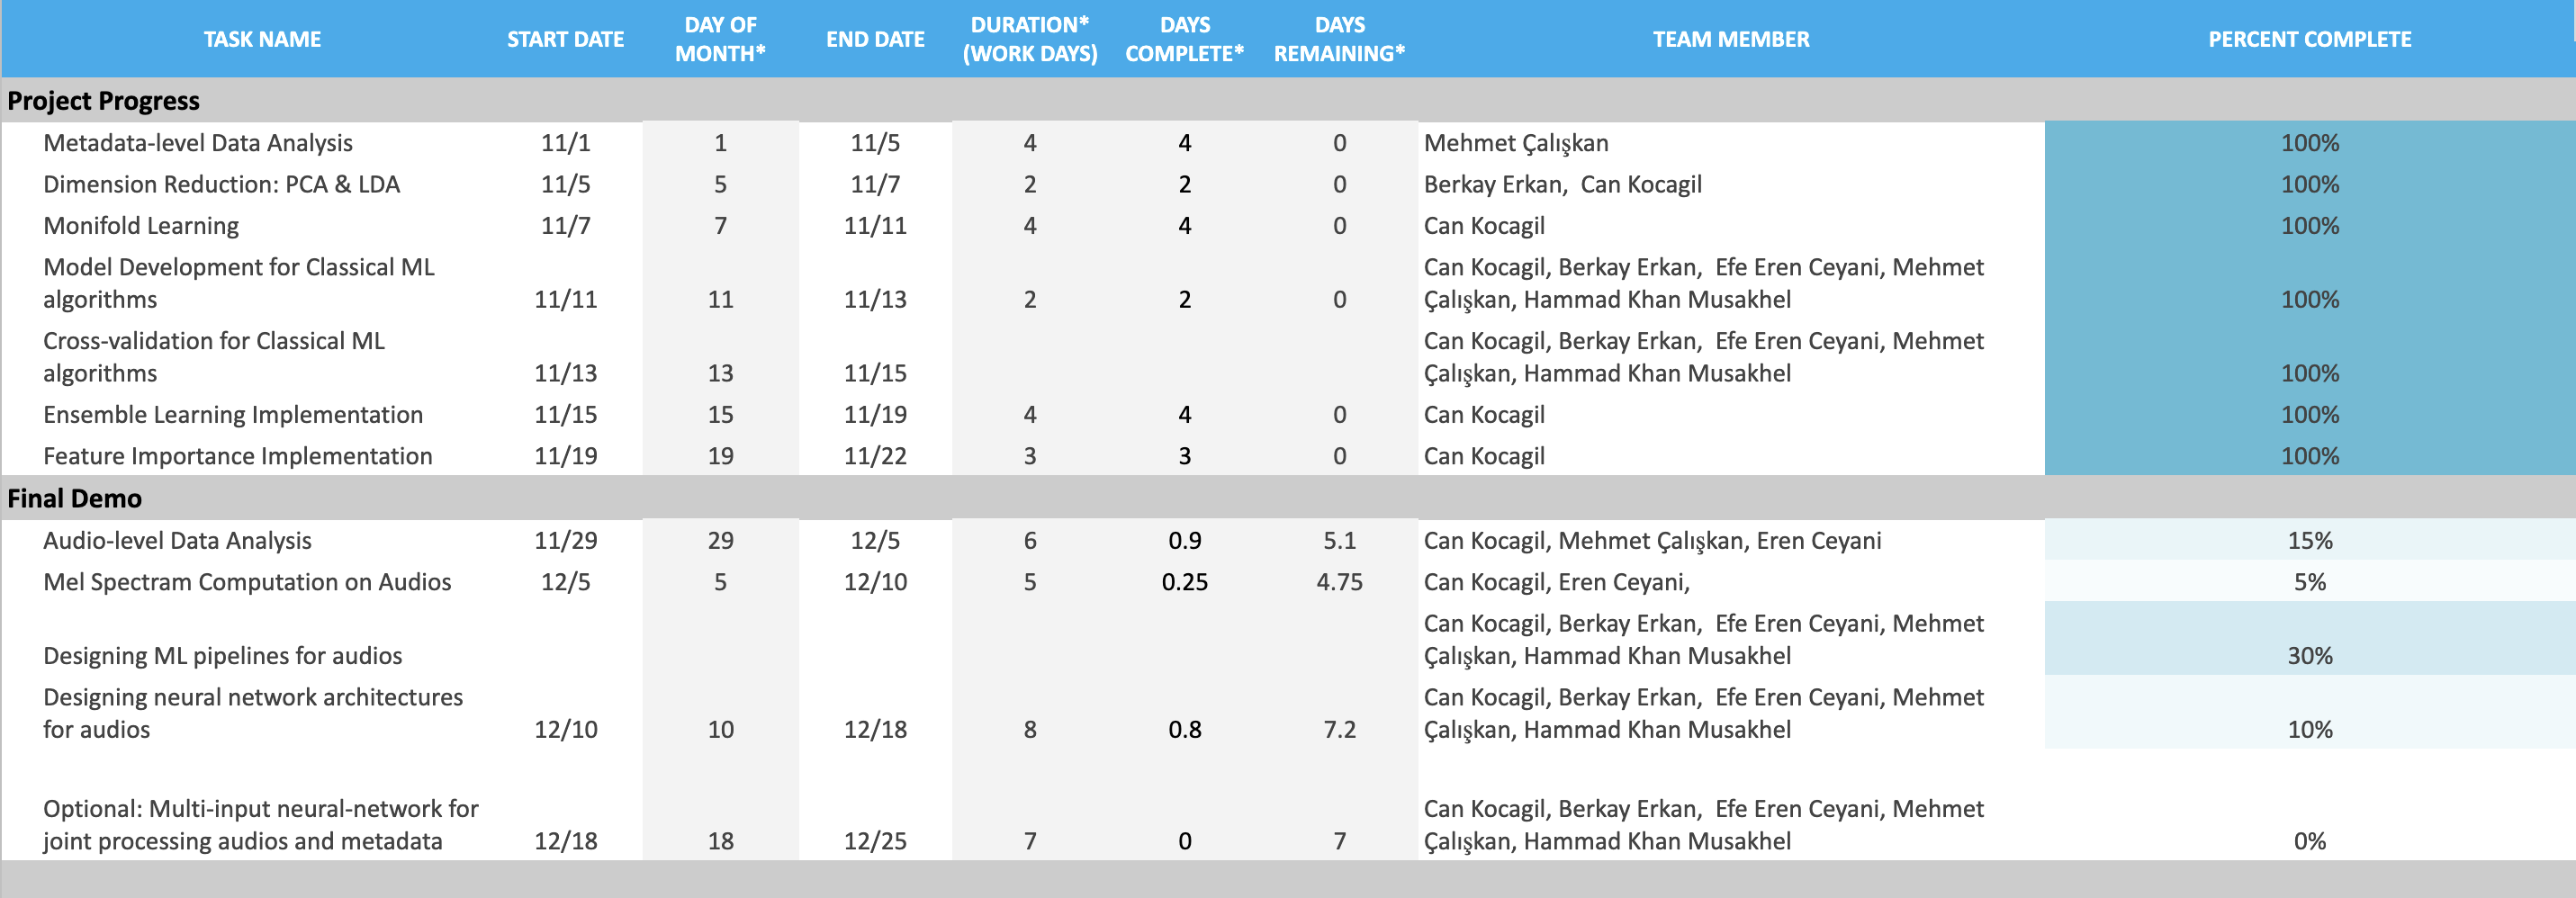 TASK NAME START DATE DAY OF MONTH* END DATE DURATION* (WORK DAYS) DAYS COMPLETE* DAYS REMAINING* TEAM MEMBER PERCENT COMPLETE
Project Progress
Metadata-level Data Analysis 11/1 1 11/5 4 4 0 Mehmet Çalışkan 100%
Dimension Reduction: PCA & LDA 11/5 5 11/7 2 2 0 Berkay Erkan, Can Kocagil 100%
Monifold Learning 11/7 7 11/11 4 4 0 Can Kocagil 100%
Model Development for Classical ML Can Kocagil, Berkay Erkan, Efe Eren Ceyani, Mehmet
algorithms 11/11 11 11/13 2 2 0 Çalışkan, Hammad Khan Musakhel 100%
Cross-validation for Classical ML Can Kocagil, Berkay Erkan, Efe Eren Ceyani, Mehmet
algorithms 11/13 13 11/15 Çalışkan, Hammad Khan Musakhel 100%
Ensemble Learning Implementation 11/15 15 11/19 4 4 0 Can Kocagil 100%
Feature Importance Implementation 11/19 19 11/22 3 3 0 Can Kocagil 100%
Final Demo
Audio-level Data Analysis 11/29 29 12/5 6 0.9 5.1 Can Kocagil, Mehmet Çalışkan, Eren Ceyani 15%
Mel Spectram Computation on Audios 12/5 5 12/10 5 0.25 4.75 Can Kocagil, Eren Ceyani, 5%
Can Kocagil, Berkay Erkan, Efe Eren Ceyani, Mehmet
Designing ML pipelines for audios Çalışkan, Hammad Khan Musakhel 30%
Designing neural network architectures Can Kocagil, Berkay Erkan, Efe Eren Ceyani, Mehmet
for audios 12/10 10 12/18 8 0.8 7.2 Çalışkan, Hammad Khan Musakhel 10%
Optional: Multi-input neural-network for Can Kocagil, Berkay Erkan, Efe Eren Ceyani, Mehmet
joint processing audios and metadata 12/18 18 12/25 7 0 7 Çalışkan, Hammad Khan Musakhel 0%